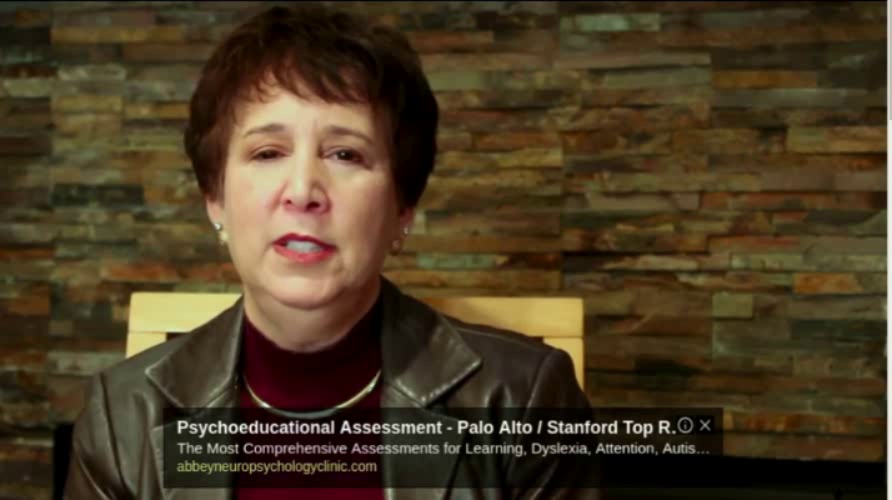 Psychoeducational Assessment - Palo Alto / Stanford Top R...
The Most Comprehensive Assessments for Learning, Dyslexia, Attention, Autis...
abbeyneuropsychologyclinic.com